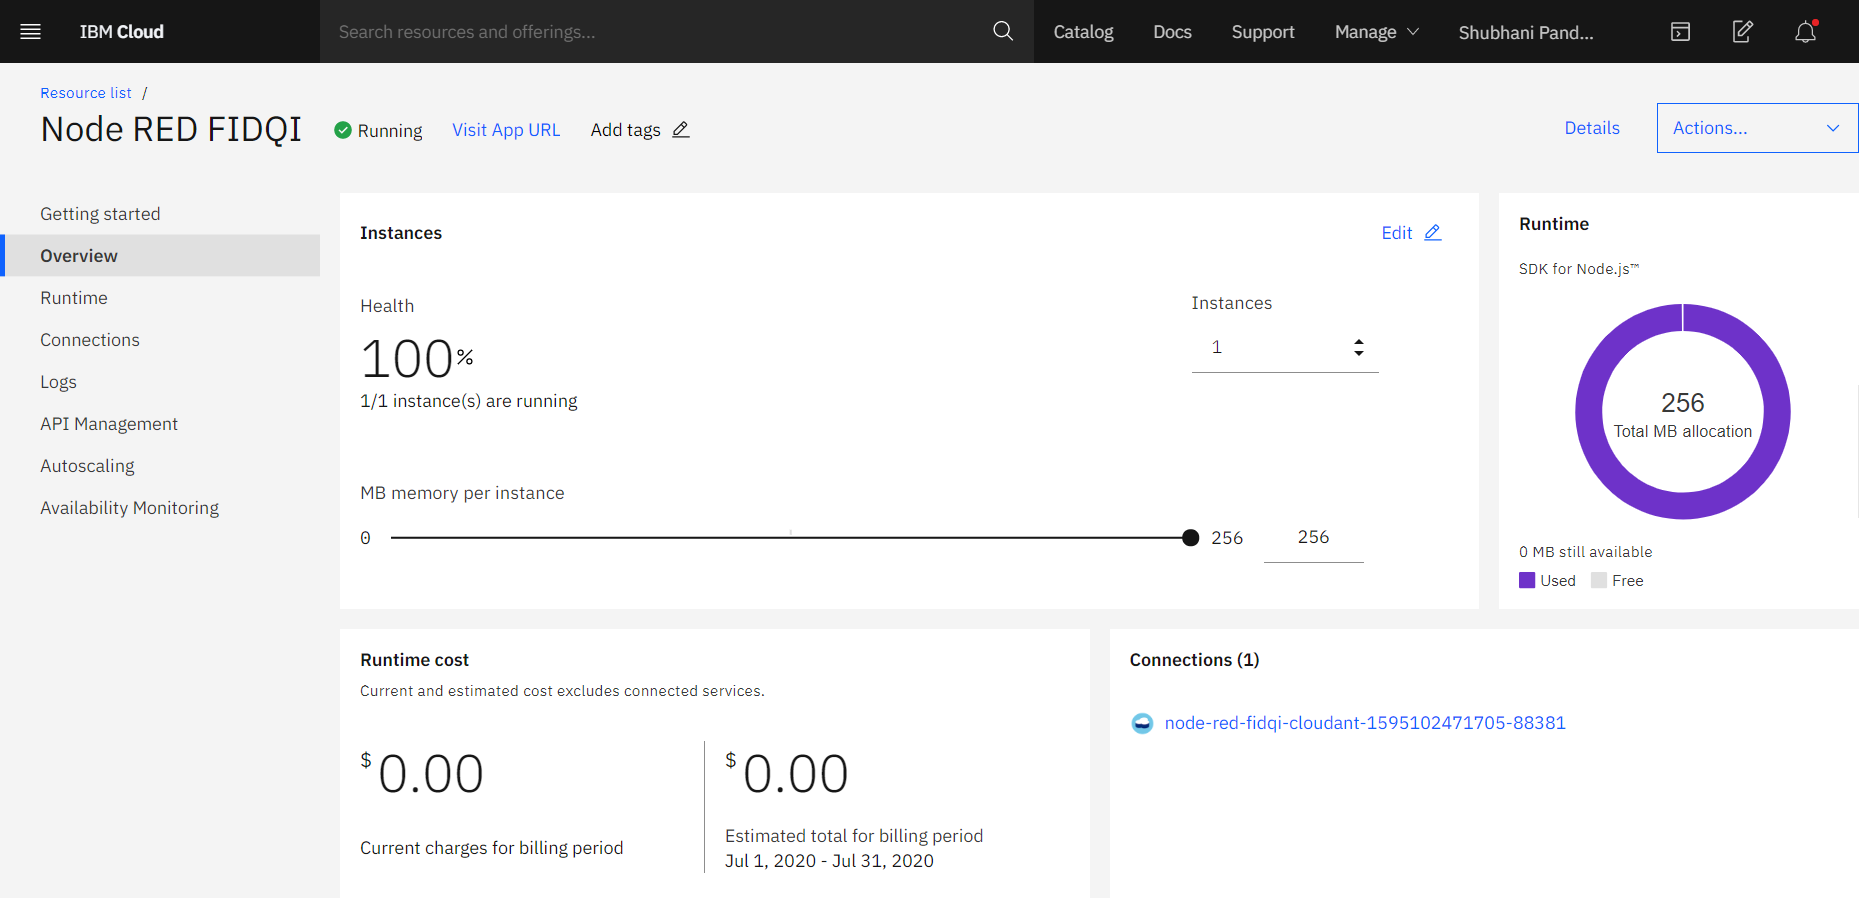 IBM Cloud
Search resources and offerings...
Catalog
Docs
Support
Manage
Shubhani Pand...
Resource list /
Node RED FIDQI
Running
Visit App URL
Add tags
Details
Actions...
Getting started
Overview
Runtime
Connections
Logs
API Management
Autoscaling
Availability Monitoring
Instances
Edit
Health
100%
1/1 instance(s) are running
Instances
1
MB memory per instance
0
256
256
Runtime
SDK for Node.js™
256
Total MB allocation
0 MB still available
Used
Free
Runtime cost
Current and estimated cost excludes connected services.
$0.00
Current charges for billing period
$0.00
Estimated total for billing period
Jul 1, 2020 - Jul 31, 2020
Connections (1)
node-red-fidqi-cloudant-1595102471705-88381